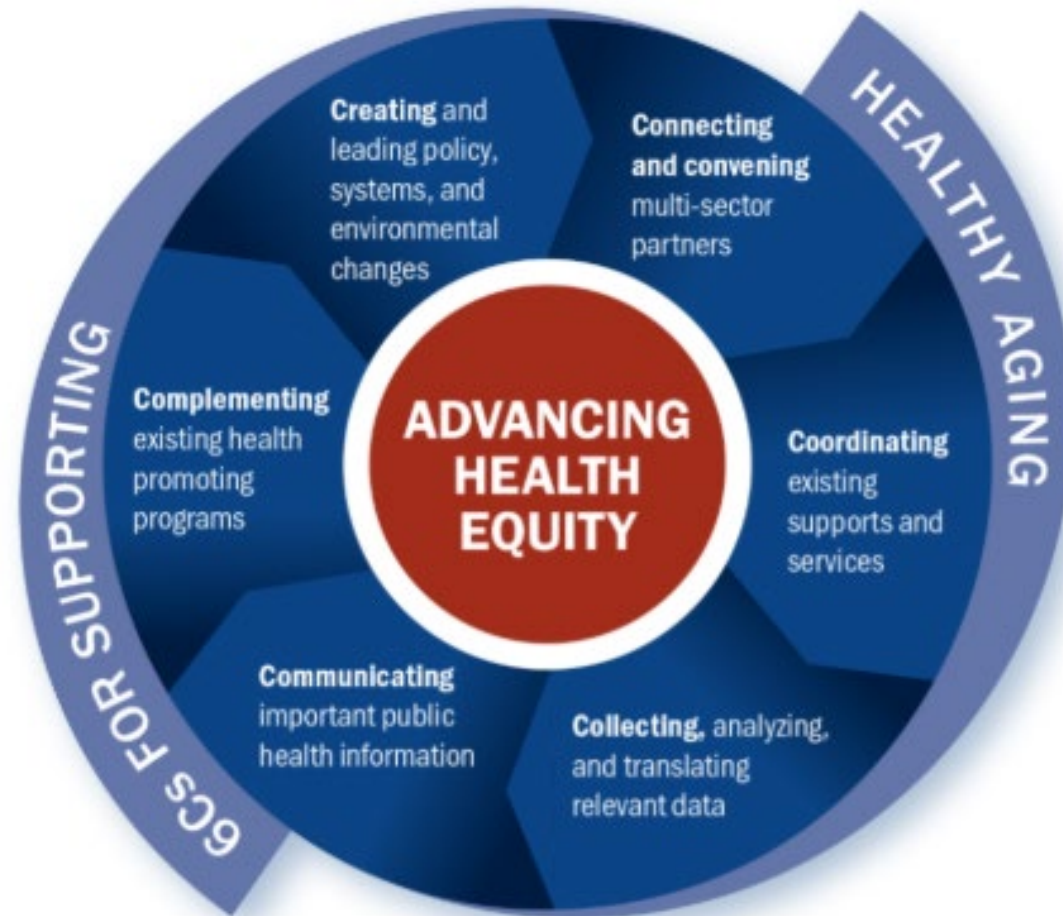 6Cs FOR SUPPORTING
HEALTHY AGING
Creating and
leading policy,
systems, and
environmental
changes
Connecting
and convening
multi-sector
partners
Coordinating
existing
supports and
services
Collecting, analyzing,
and translating
relevant data
Communicating
important public
health information
Complementing
existing health
promoting
programs
ADVANCING
HEALTH
EQUITY